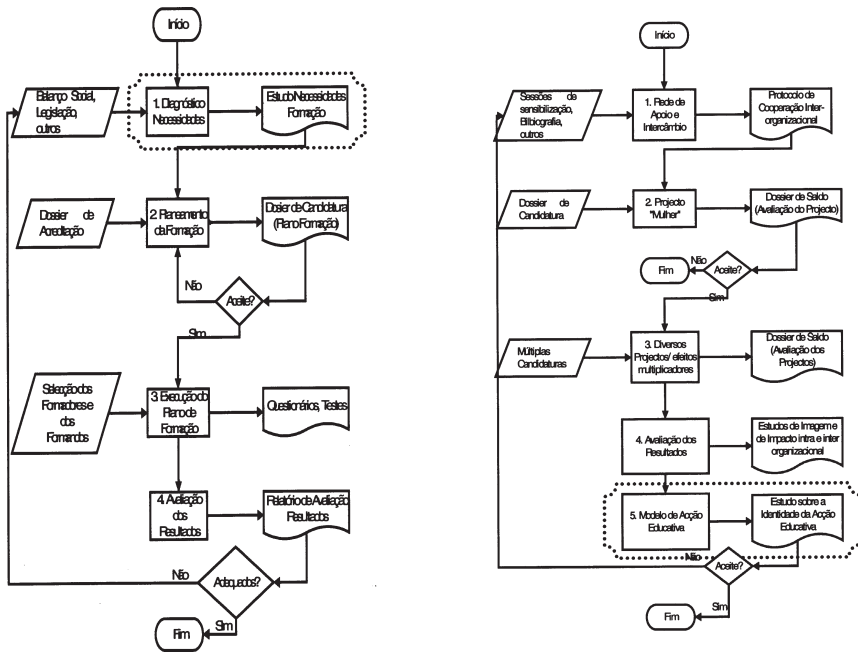 Início
Balanço Social,
Legislação,
outros
1. Diagnóstico
Necessidades
Estudo Necessidades
Formação
Dossier de
Acreditação
2. Planeamento
da Formação
Dosier de Candidatura
(Plano Formação)
Não
Aceite?
Sim
Selecção dos
Formadores e
dos
Formandos
3. Execução do
Plano de
Formação
Questionários, Testes
4. Avaliação
dos
Resultados
Relatório de Avaliação
Resultados
Não
Adequados?
Sim
Fim
Início
Sessões de
sensibilização,
Bilbiografia,
outros
1. Rede de
Apoio e
Intercâmbio
Protocolo de
Cooperação Inter-
organizacional
Dossier de
Candidatura
2. Projecto
"Mulher"
Dossier de Saldo
(Avaliação do Projecto)
Fim
Não
Aceite?
Sim
Múltiplas
Candidaturas
3. Diversos
Projectos/ efeitos
multiplicadores
Dossier de Saldo
(Avaliação dos
Projectos)
4. Avaliação dos
Resultados
Estudos de Imagem e
de Impacto intra e inter
organizacional
5. Modelo de Acção
Educativa
Estudo sobre a
Identidade da Acção
Educativa
Não
Aceite?
Sim
Fim